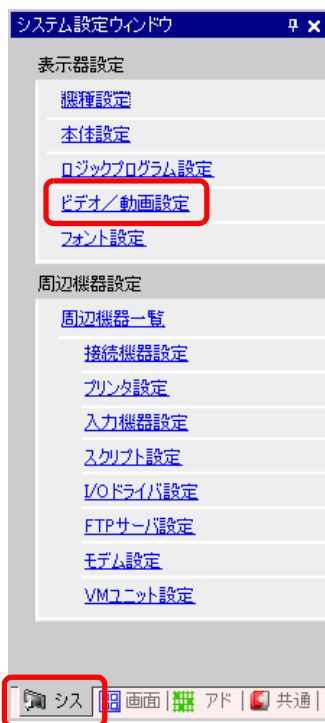 システム設定ウィンドウ
表示器設定
機種設定
本体設定
ロジックプログラム設定
ビデオ／動画設定
フォント設定
周辺機器設定
周辺機器一覧
接続機器設定
プリンタ設定
入力機器設定
スクリプト設定
I/Oドライバ設定
FTPサーバ設定
モデム設定
VMユニット設定
シス 画面 アド 共通